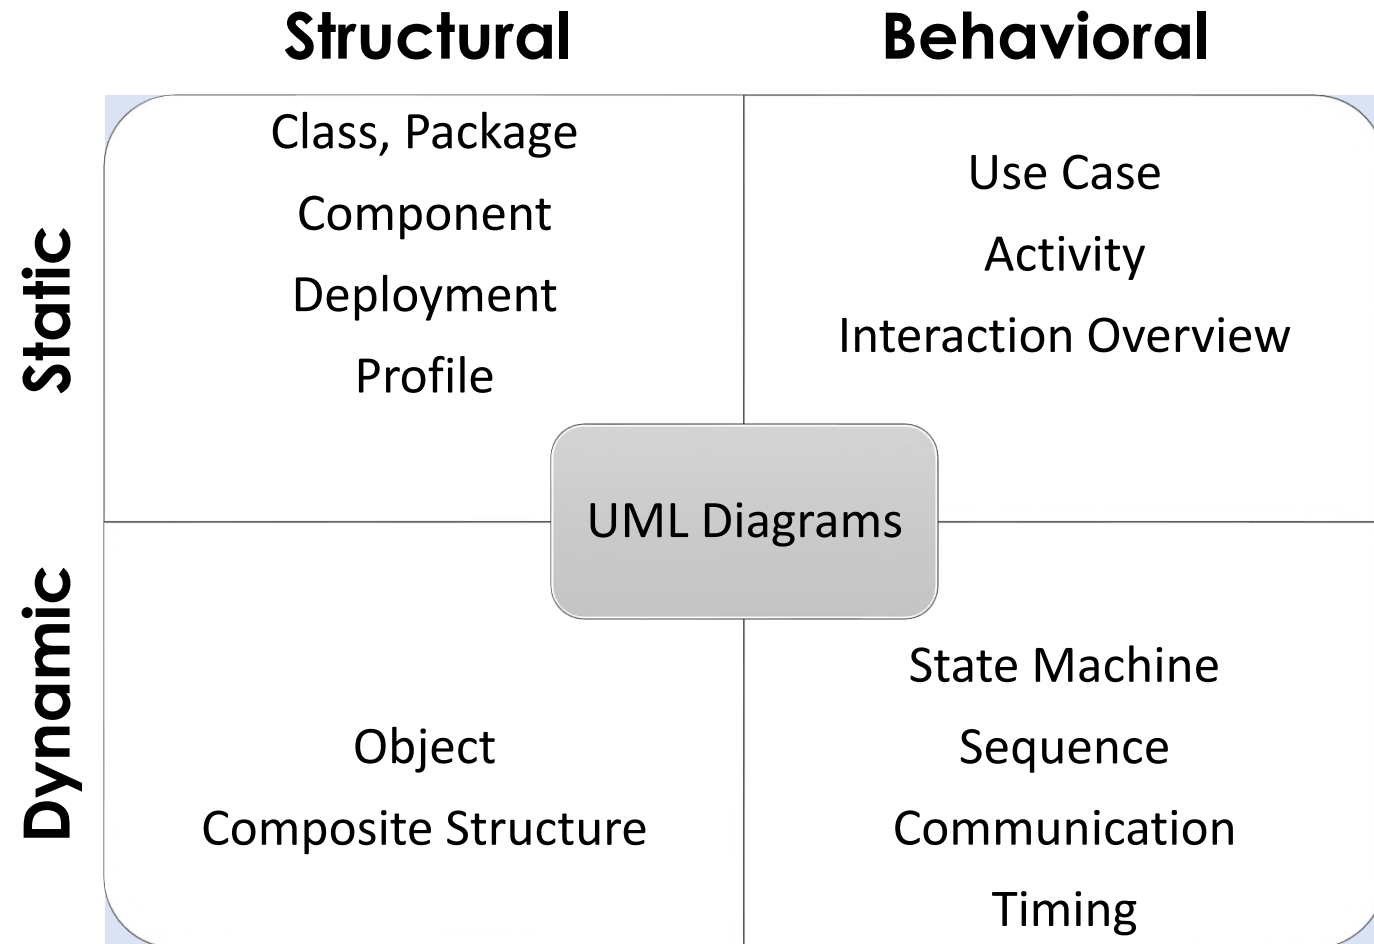 Structural
Behavioral
Static
Class, Package
Component
Deployment
Profile
Use Case
Activity
Interaction Overview
UML Diagrams
Dynamic
Object
Composite Structure
State Machine
Sequence
Communication
Timing